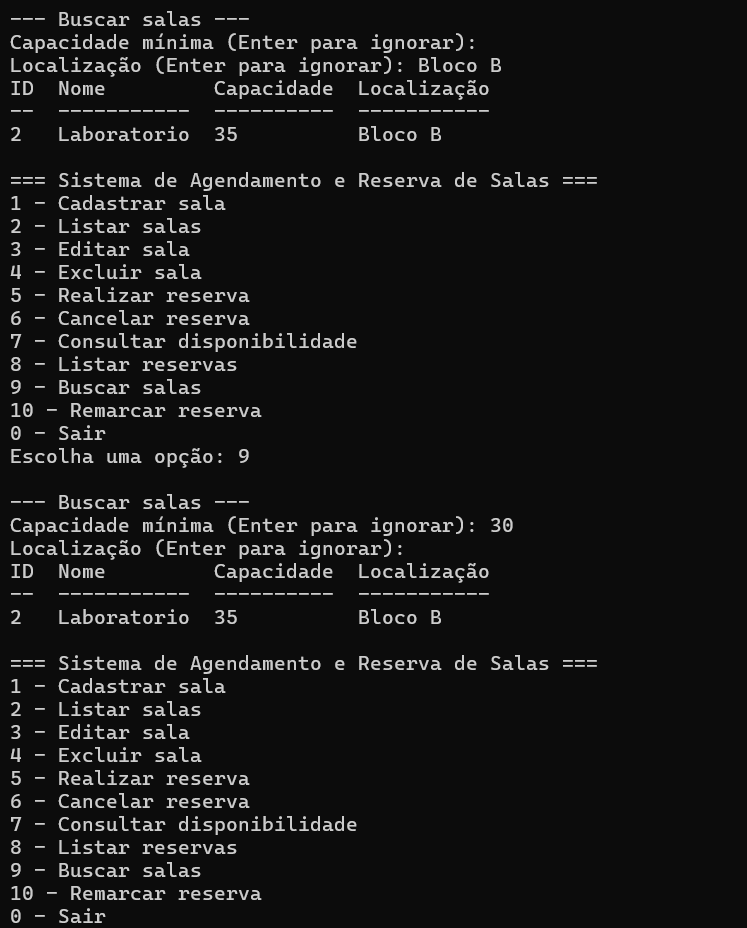 --- Buscar salas ---
Capacidade mínima (Enter para ignorar):
Localização (Enter para ignorar): Bloco B
ID  Nome         Capacidade  Localização
--  -----------  ----------  -----------
2   Laboratorio  35          Bloco B

=== Sistema de Agendamento e Reserva de Salas ===
1 - Cadastrar sala
2 - Listar salas
3 - Editar sala
4 - Excluir sala
5 - Realizar reserva
6 - Cancelar reserva
7 - Consultar disponibilidade
8 - Listar reservas
9 - Buscar salas
10 - Remarcar reserva
0 - Sair
Escolha uma opção: 9

--- Buscar salas ---
Capacidade mínima (Enter para ignorar): 30
Localização (Enter para ignorar):
ID  Nome         Capacidade  Localização
--  -----------  ----------  -----------
2   Laboratorio  35          Bloco B

=== Sistema de Agendamento e Reserva de Salas ===
1 - Cadastrar sala
2 - Listar salas
3 - Editar sala
4 - Excluir sala
5 - Realizar reserva
6 - Cancelar reserva
7 - Consultar disponibilidade
8 - Listar reservas
9 - Buscar salas
10 - Remarcar reserva
0 - Sair